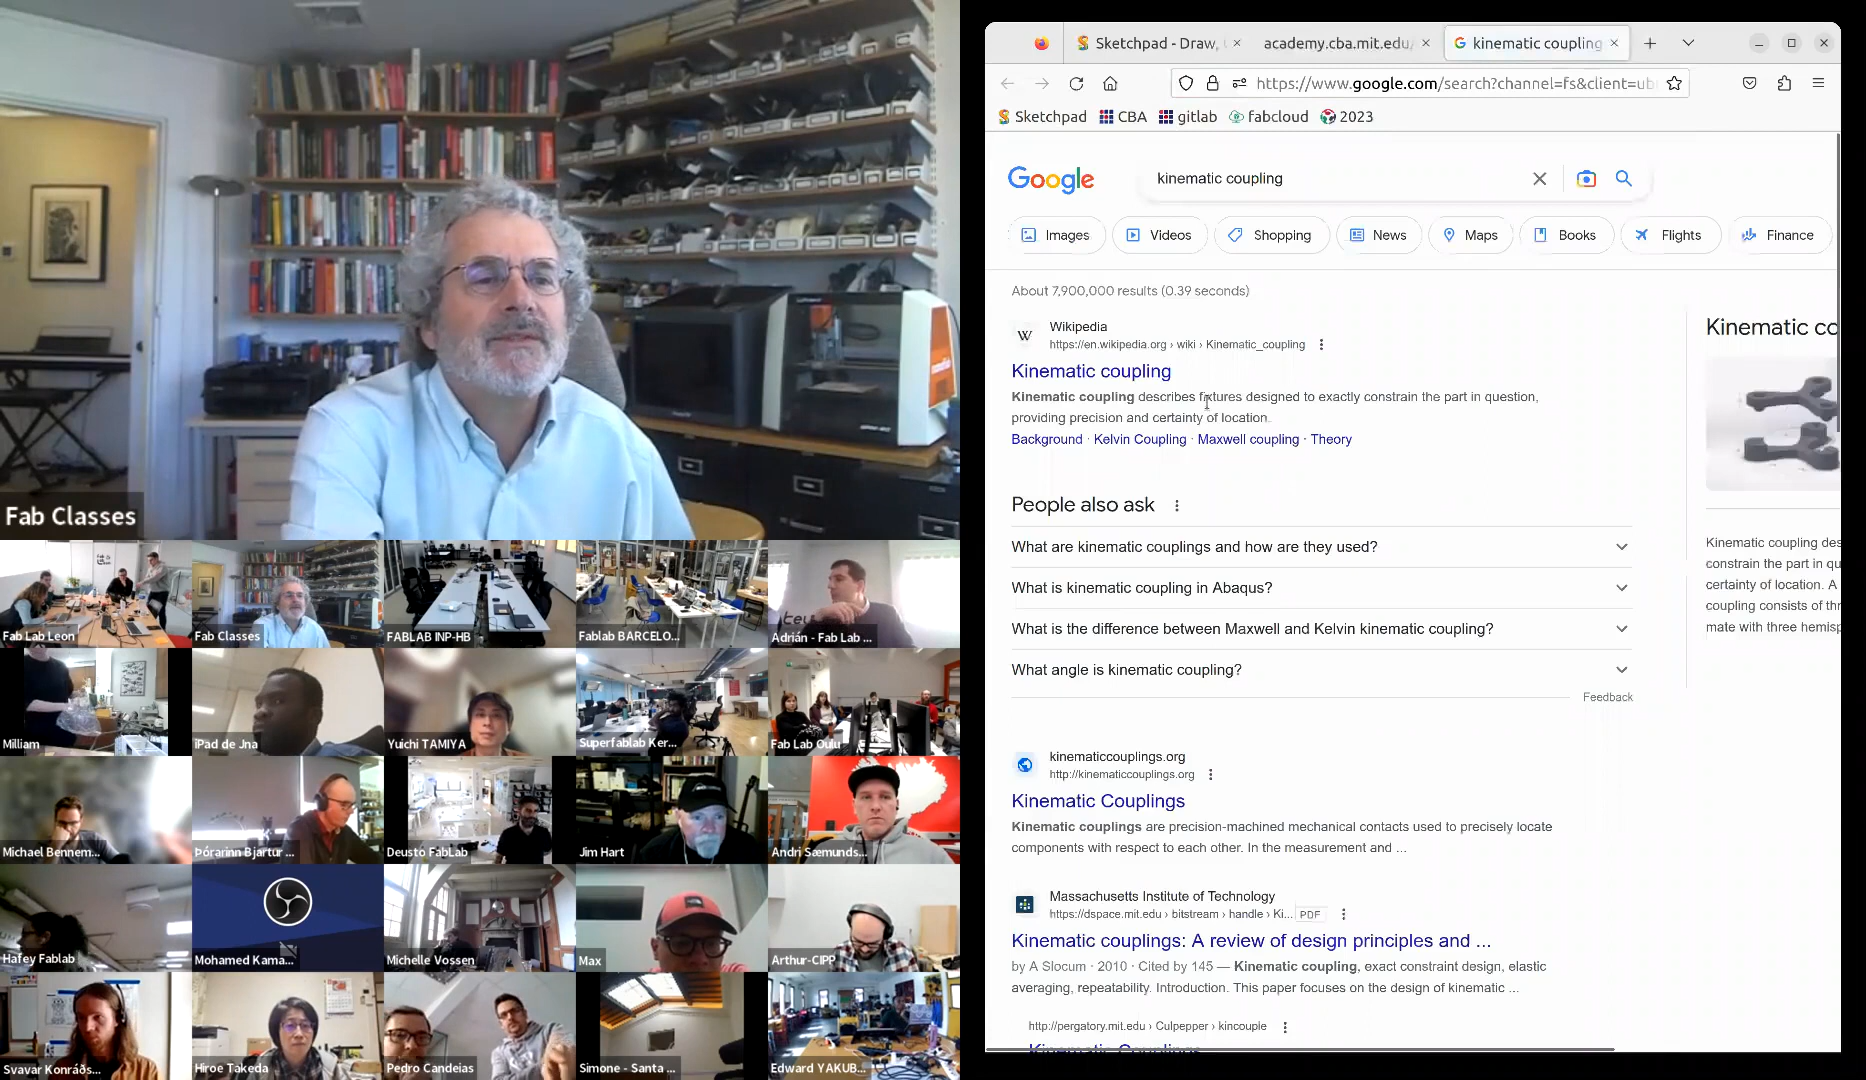 Fab Classes
Fab Lab Leon
Fab Classes
FABLAB INP-HB
Fablab BARCELO...
Adrián - Fab Lab ...
Milliam
iPad de Jna
Yuichi TAMIYA
Superfablab Ker...
Fab Lab Oulu
Michael Bennem...
Þórarinn Bjartur ...
Deusto FabLab
Jim Hart
Andri Sæmunds...
Hafey Fablab
Mohamed Kama...
Michelle Vossen
Max
Arthur-CIPP
Svavar Konráðs...
Hiroe Takeda
Pedro Candeias
Simone - Santa ...
Edward YAKUB...
Sketchpad - Draw,
academy.cba.mit.edu/
kinematic coupling
https://www.google.com/search?channel=fs&client=ub
Sketchpad
CBA
gitlab
fabcloud
2023
Google
kinematic coupling
Images
Videos
Shopping
News
Maps
Books
Flights
Finance
About 7,900,000 results (0.39 seconds)
W
Wikipedia
https://en.wikipedia.org › wiki › Kinematic_coupling
Kinematic coupling
Kinematic coupling describes fixtures designed to exactly constrain the part in question,
providing precision and certainty of location.
Background · Kelvin Coupling · Maxwell coupling · Theory
People also ask
What are kinematic couplings and how are they used?
What is kinematic coupling in Abaqus?
What is the difference between Maxwell and Kelvin kinematic coupling?
What angle is kinematic coupling?
Feedback
kinematiccouplings.org
http://kinematiccouplings.org
Kinematic Couplings
Kinematic couplings are precision-machined mechanical contacts used to precisely locate
components with respect to each other. In the measurement and ...
Massachusetts Institute of Technology
https://dspace.mit.edu › bitstream › handle › Ki...
PDF
Kinematic couplings: A review of design principles and ...
by A Slocum · 2010 · Cited by 145 — Kinematic coupling, exact constraint design, elastic
averaging, repeatability. Introduction. This paper focuses on the design of kinematic ...
http://pergatory.mit.edu › Culpepper › kincouple
Kinematic Couplings
Kinematic co
Kinematic coupling des
constrain the part in qu
certainty of location. A
coupling consists of thr
mate with three hemisp